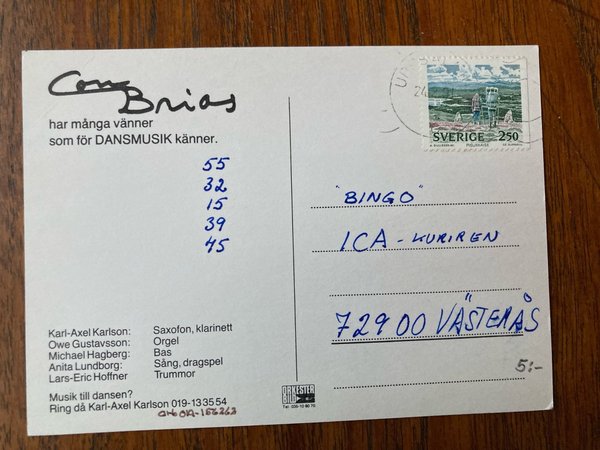 Con Brias
har många vänner
som för DANSMUSIK känner.
55
32
15
39
45
Karl-Axel Karlson: Saxofon, klarinett
Owe Gustavsson: Orgel
Michael Hagberg: Bas
Anita Lundborg: Sång, dragspel
Lars-Eric Hoffner: Trummor
Musik till dansen?
Ring då Karl-Axel Karlson 019-13 35 54
SVERIGE 250
"BINGO"
ICA-KURIREN
72900 VÄSTERÅS
5:-